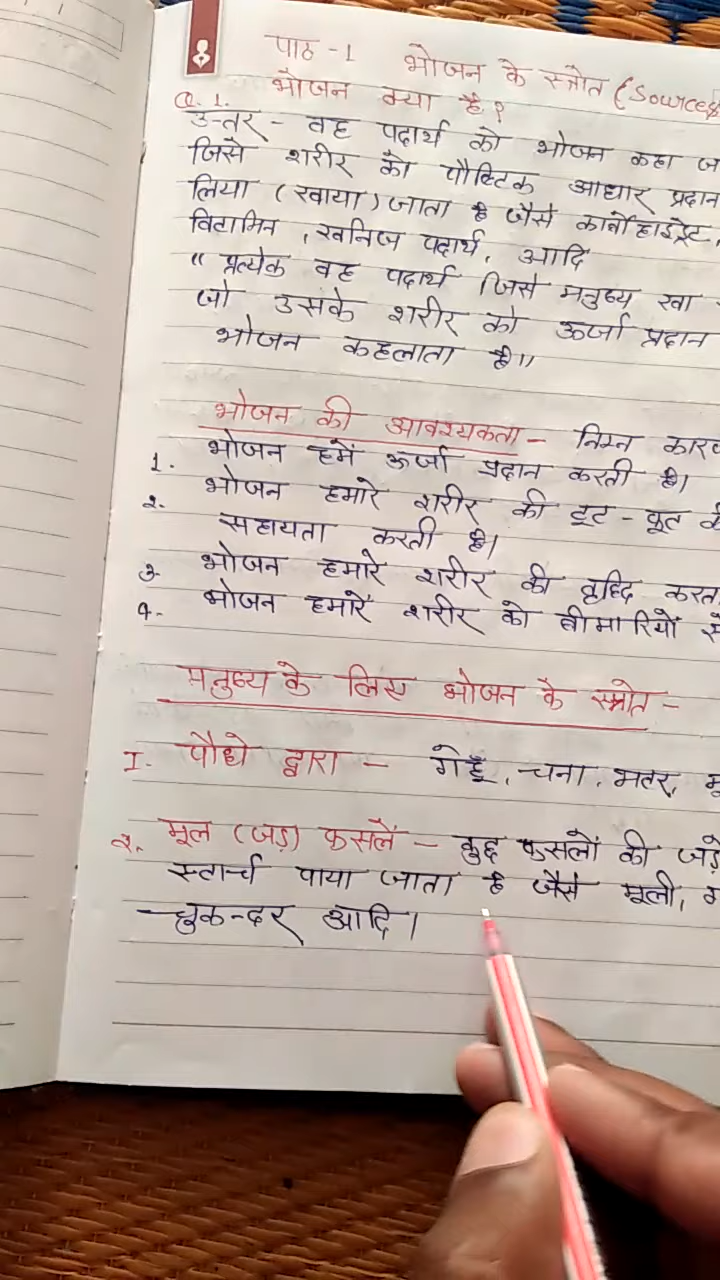 पाठ -1 भोजन के स्त्रोत (Sources
Q. 1. भोजन क्या है?
उत्तर - वह पदार्थ को भोजन कहा ज
जिसे शरीर को पौष्टिक आधार प्रदान
लिया (खाया) जाता है जैसे कार्बोहाइड्रेट,
विटामिन, खनिज पदार्थ, आदि
" प्रत्येक वह पदार्थ जिसे मनुष्य खा
जो उसके शरीर को ऊर्जा प्रदान
भोजन कहलाता है"
भोजन की आवश्यकता - निम्न कार
1. भोजन हमें ऊर्जा प्रदान करती है।
2. भोजन हमारे शरीर की टूट - फूट
सहायता करती है।
3- भोजन हमारे शरीर की वृद्धि करत
4- भोजन हमारे शरीर को बीमारियों से
मनुष्य के लिए भोजन के स्त्रोत -
I. पौधे द्वारा - गेहूँ, चना, मटर, म
2. मूल (जड़) फसलें - कुछ फसलों की जड़े
स्टार्च पाया जाता है जैसे मूली,
चुकन्दर आदि।